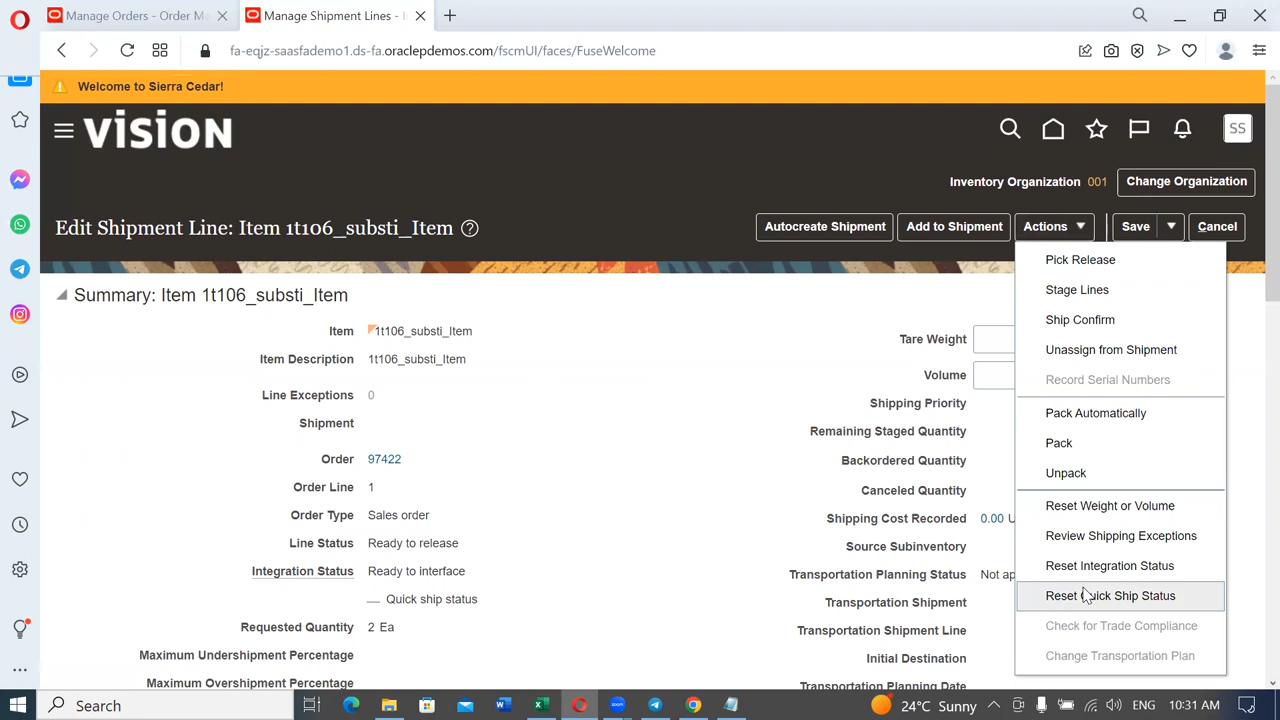 Manage Orders - Order M
Manage Shipment Lines - I
fa-eqjz-saasfademo1.ds-fa.oraclepdemos.com/fscmUI/faces/FuseWelcome
Welcome to Sierra Cedar!
VISION
SS
Inventory Organization 001 Change Organization
Edit Shipment Line: Item 1t106_substi_Item
Autocreate Shipment Add to Shipment Actions Save Cancel
Summary: Item 1t106_substi_Item
Item 1t106_substi_Item
Item Description 1t106_substi_Item
Line Exceptions 0
Shipment
Order 97422
Order Line 1
Order Type Sales order
Line Status Ready to release
Integration Status Ready to interface
Quick ship status
Requested Quantity 2 Ea
Maximum Undershipment Percentage
Maximum Overshipment Percentage
Tare Weight
Volume
Shipping Priority
Remaining Staged Quantity
Backordered Quantity
Canceled Quantity
Shipping Cost Recorded 0.00 U
Source Subinventory
Transportation Planning Status Not ap
Transportation Shipment
Transportation Shipment Line
Initial Destination
Transportation Planning Date
Pick Release
Stage Lines
Ship Confirm
Unassign from Shipment
Record Serial Numbers
Pack Automatically
Pack
Unpack
Reset Weight or Volume
Review Shipping Exceptions
Reset Integration Status
Reset Quick Ship Status
Check for Trade Compliance
Change Transportation Plan
Search
24°C Sunny
ENG
10:31 AM